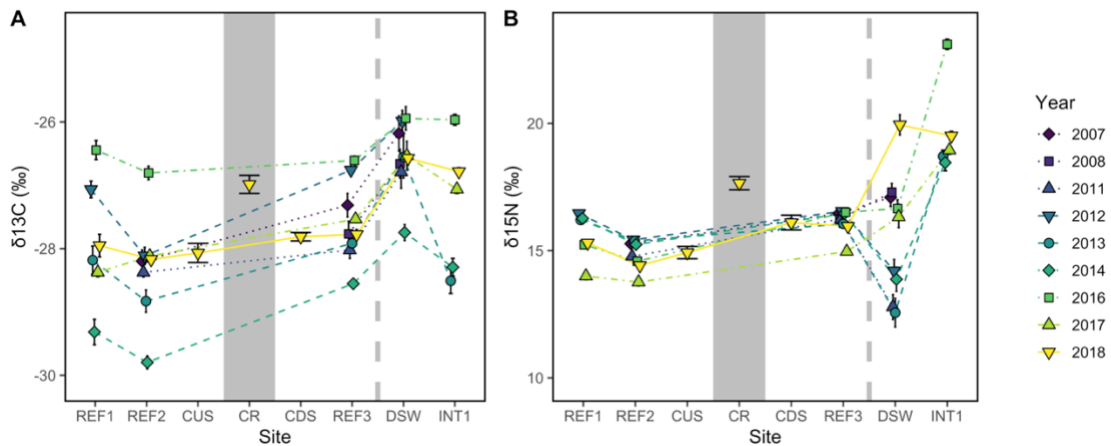 A
B
δ13C (‰)
-26
-28
-30
REF1 REF2 CUS CR CDS REF3 DSW INT1
Site
δ15N (‰)
20
15
10
REF1 REF2 CUS CR CDS REF3 DSW INT1
Site
Year
2007
2008
2011
2012
2013
2014
2016
2017
2018